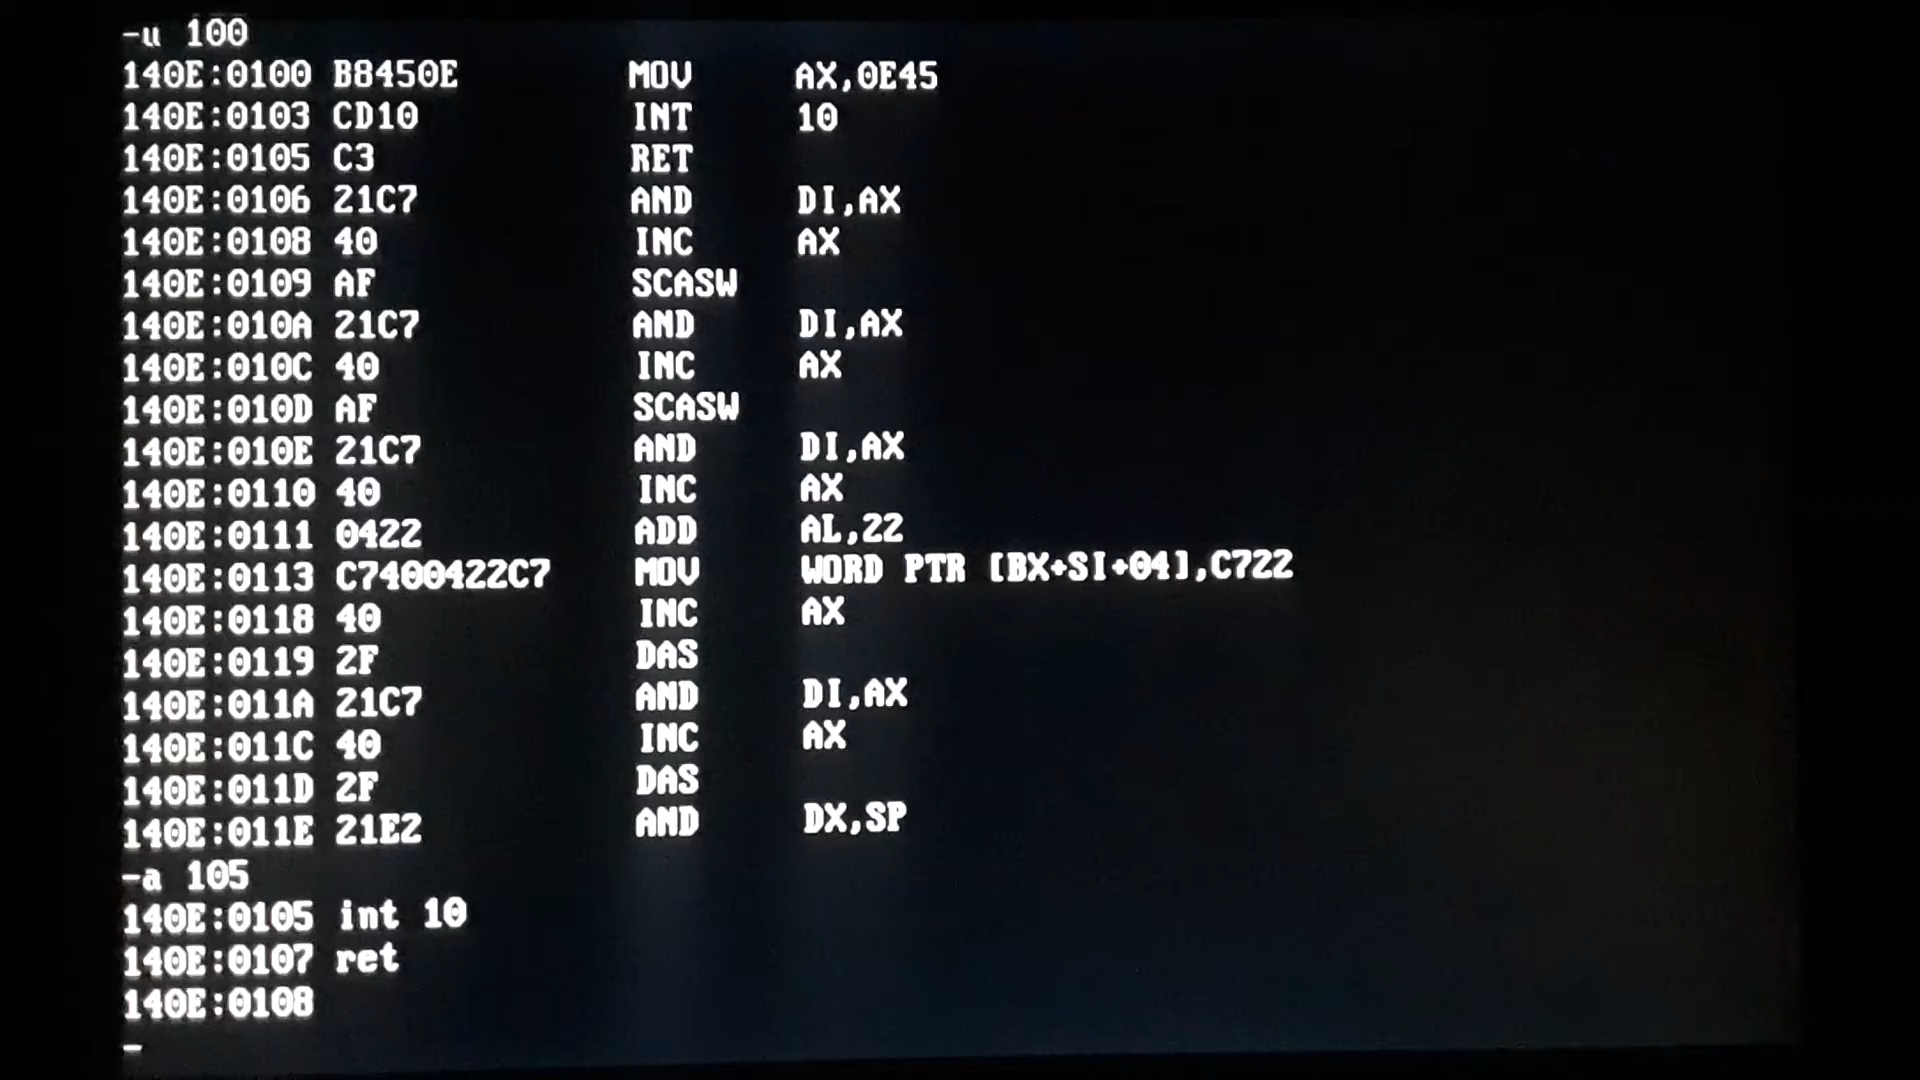 -u 100
140E:0100 B8450E MOV AX,0E45
140E:0103 CD10 INT 10
140E:0105 C3 RET
140E:0106 21C7 AND DI,AX
140E:0108 40 INC AX
140E:0109 AF SCASW
140E:010A 21C7 AND DI,AX
140E:010C 40 INC AX
140E:010D AF SCASW
140E:010E 21C7 AND DI,AX
140E:0110 40 INC AX
140E:0111 0422 ADD AL,22
140E:0113 C7400422C7 MOV WORD PTR [BX+SI+04],C722
140E:0118 40 INC AX
140E:0119 2F DAS
140E:011A 21C7 AND DI,AX
140E:011C 40 INC AX
140E:011D 2F DAS
140E:011E 21E2 AND DX,SP
-a 105
140E:0105 int 10
140E:0107 ret
140E:0108
-